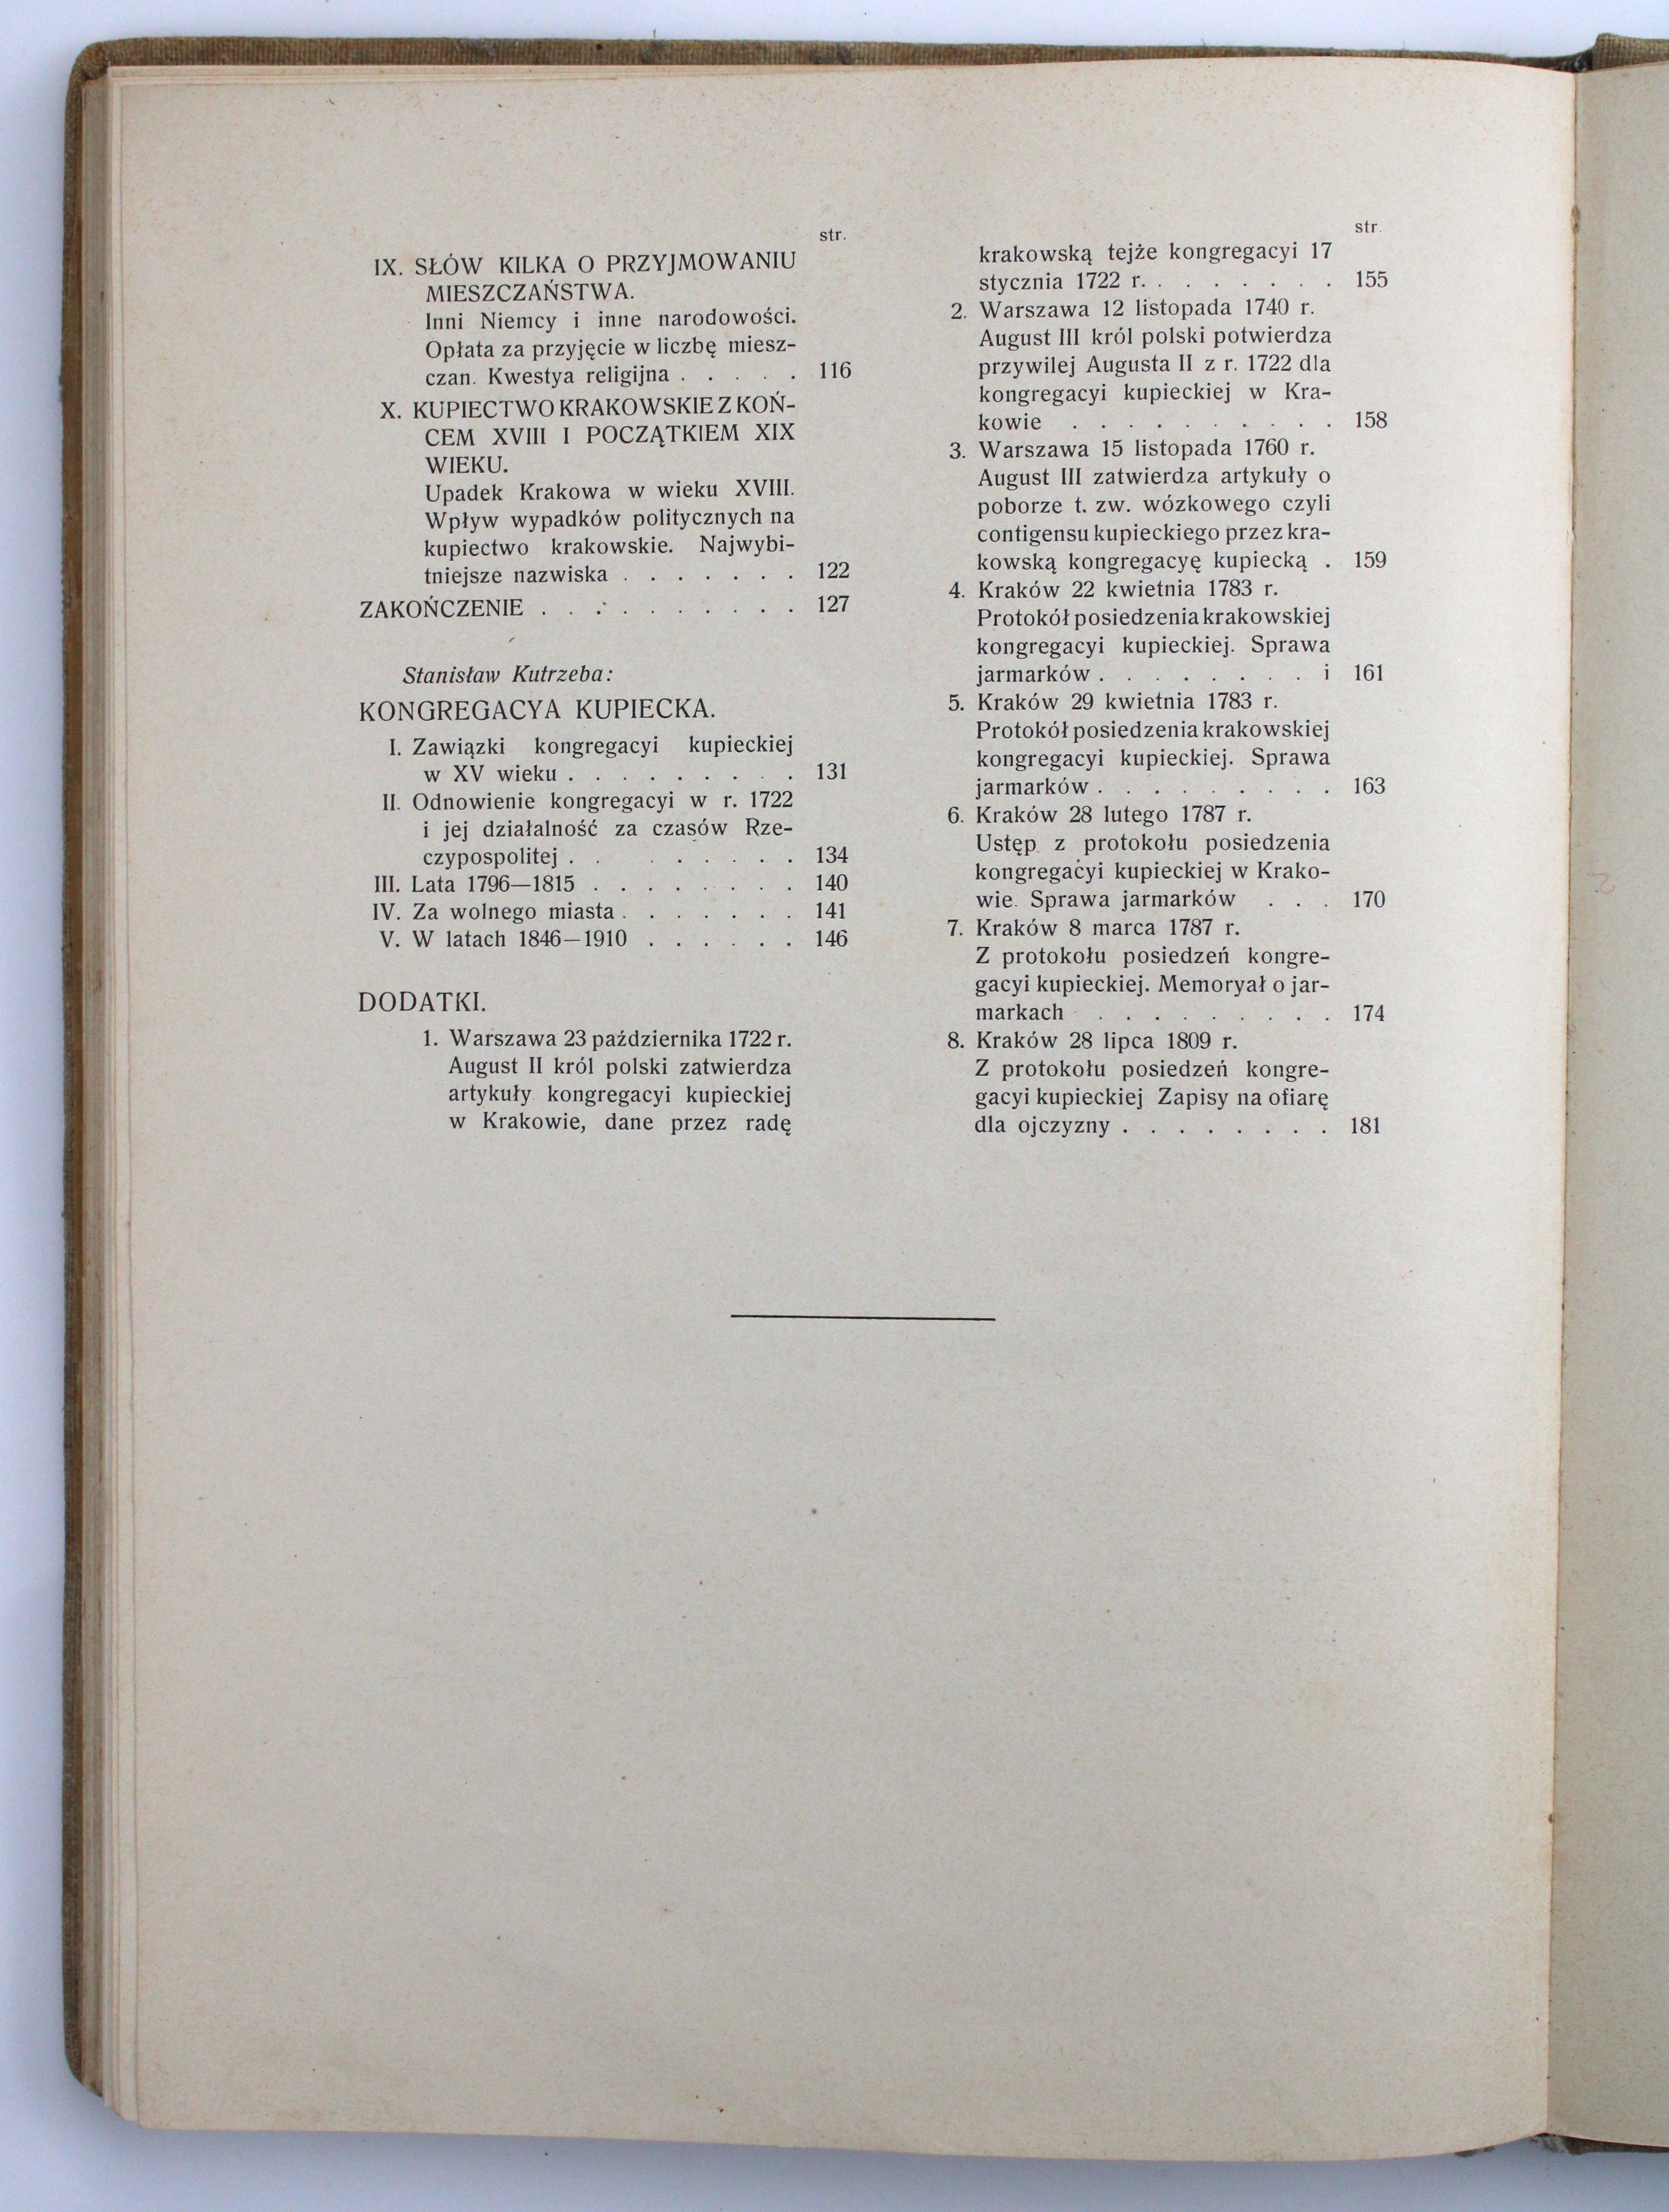 str.
IX. SŁÓW KILKA O PRZYJMOWANIU
MIESZCZAŃSTWA.
Inni Niemcy i inne narodowości.
Opłata za przyjęcie w liczbę miesz-
czan. Kwestya religijna . . . . . 116
X. KUPIECTWO KRAKOWSKIE Z KOŃ-
CEM XVIII I POCZĄTKIEM XIX
WIEKU.
Upadek Krakowa w wieku XVIII.
Wpływ wypadków politycznych na
kupiectwo krakowskie. Najwybi-
tniejsze nazwiska . . . . . . . 122
ZAKOŃCZENIE . . . . . . . . . . 127
Stanisław Kutrzeba:
KONGREGACYA KUPIECKA.
I. Zawiązki kongregacyi kupieckiej
w XV wieku . . . . . . . . . 131
II. Odnowienie kongregacyi w r. 1722
i jej działalność za czasów Rze-
czypospolitej . . . . . . . . 134
III. Lata 1796—1815 . . . . . . . . 140
IV. Za wolnego miasta . . . . . . . 141
V. W latach 1846—1910 . . . . . . 146
DODATKI.
1. Warszawa 23 października 1722 r.
August II król polski zatwierdza
artykuły kongregacyi kupieckiej
w Krakowie, dane przez radę
str.
krakowską tejże kongregacyi 17
stycznia 1722 r. . . . . . . . 155
2. Warszawa 12 listopada 1740 r.
August III król polski potwierdza
przywilej Augusta II z r. 1722 dla
kongregacyi kupieckiej w Kra-
kowie . . . . . . . . . . 158
3. Warszawa 15 listopada 1760 r.
August III zatwierdza artykuły o
poborze t. zw. wózkowego czyli
contigensu kupieckiego przez kra-
kowską kongregacyę kupiecką . 159
4. Kraków 22 kwietnia 1783 r.
Protokół posiedzenia krakowskiej
kongregacyi kupieckiej. Sprawa
jarmarków . . . . . . . . i 161
5. Kraków 29 kwietnia 1783 r.
Protokół posiedzenia krakowskiej
kongregacyi kupieckiej. Sprawa
jarmarków . . . . . . . . . 163
6. Kraków 28 lutego 1787 r.
Ustęp z protokołu posiedzenia
kongregacyi kupieckiej w Krako-
wie. Sprawa jarmarków . . . 170
7. Kraków 8 marca 1787 r.
Z protokołu posiedzeń kongre-
gacyi kupieckiej. Memoryał o jar-
markach . . . . . . . . . 174
8. Kraków 28 lipca 1809 r.
Z protokołu posiedzeń kongre-
gacyi kupieckiej Zapisy na ofiarę
dla ojczyzny . . . . . . . . 181